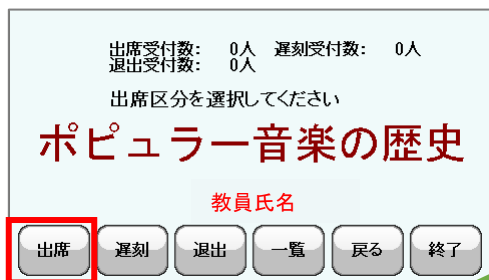 出席受付数: 0人 遅刻受付数: 0人
退出受付数: 0人
出席区分を選択してください
ポピュラー音楽の歴史
教員氏名
出席 遅刻 退出 一覧 戻る 終了